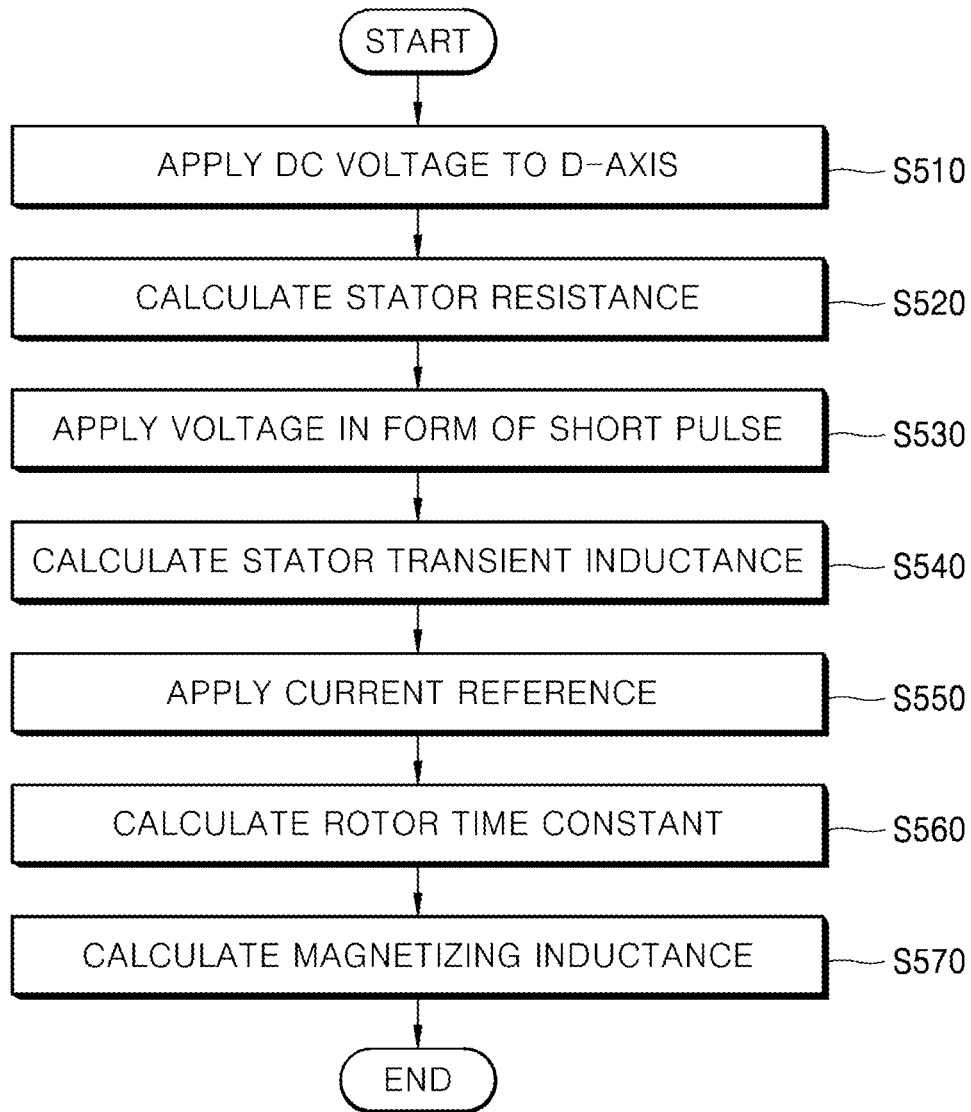 START
APPLY DC VOLTAGE TO D-AXIS
S510
CALCULATE STATOR RESISTANCE
S520
APPLY VOLTAGE IN FORM OF SHORT PULSE
S530
CALCULATE STATOR TRANSIENT INDUCTANCE
S540
APPLY CURRENT REFERENCE
S550
CALCULATE ROTOR TIME CONSTANT
S560
CALCULATE MAGNETIZING INDUCTANCE
S570
END